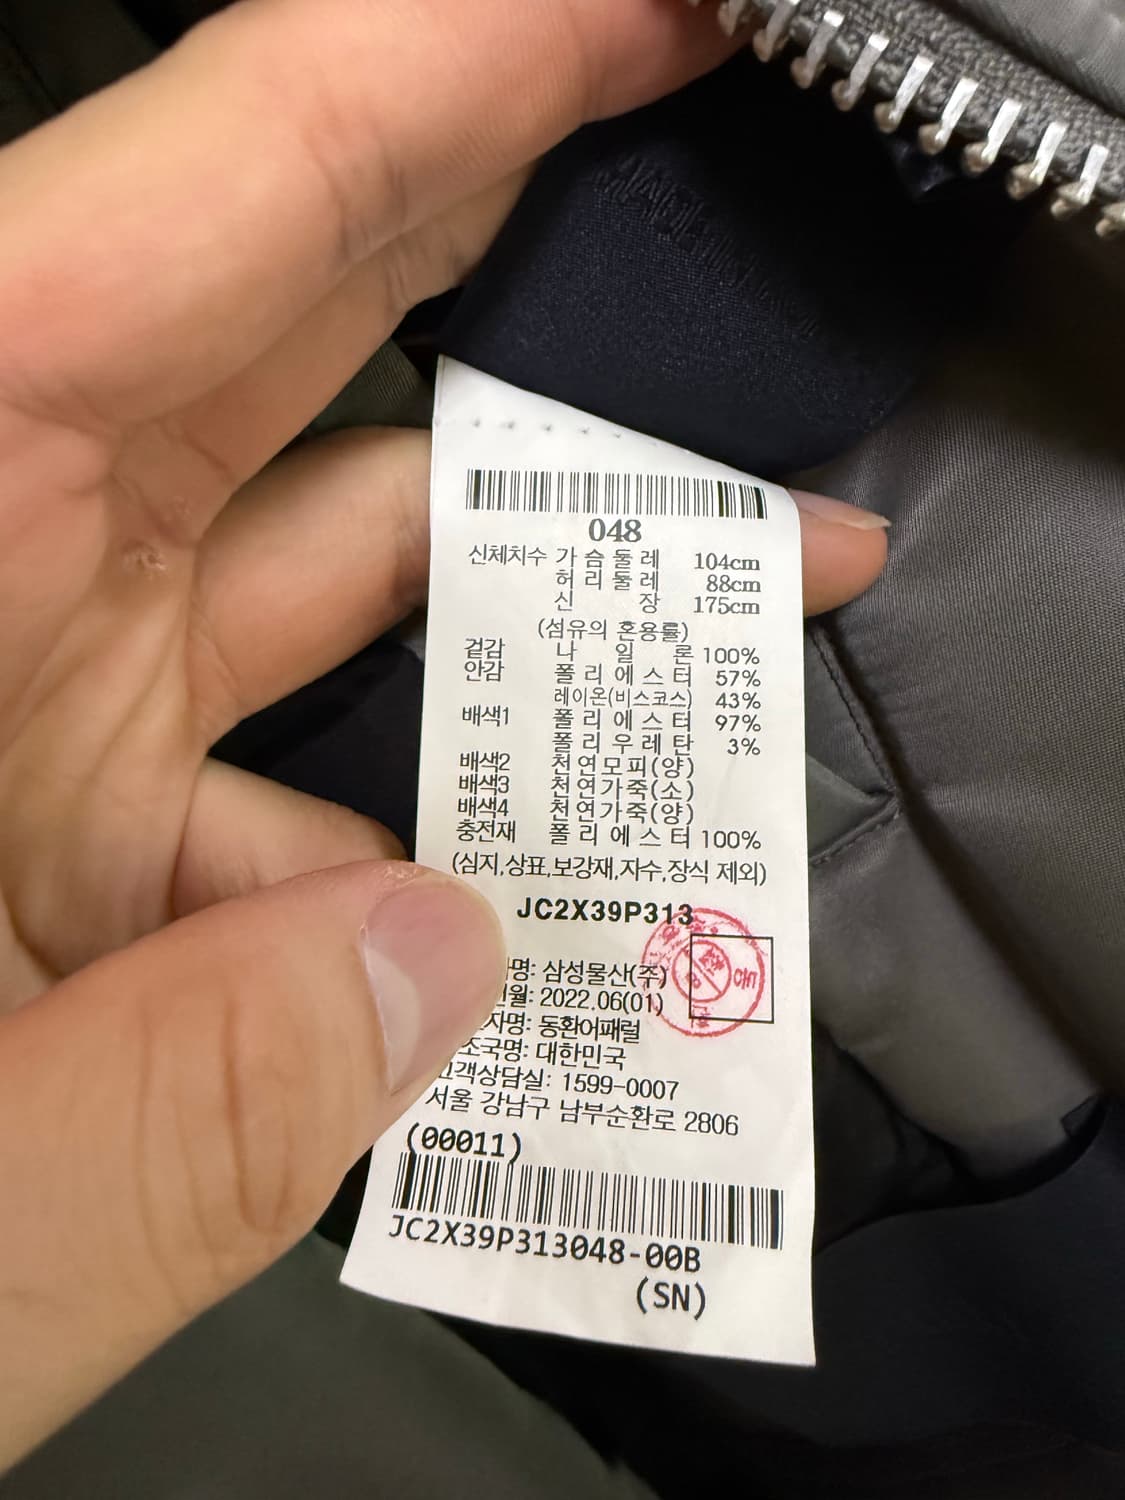 048
신체치수 가슴둘레 104cm
허리둘레 88cm
신장 175cm
(섬유의 혼용률)
겉감 나일론 100%
안감 폴리에스터 57%
레이온(비스코스) 43%
배색1 폴리에스터 97%
폴리우레탄 3%
배색2 천연모피(양)
배색3 천연가죽(소)
배색4 천연가죽(양)
충전재 폴리에스터 100%
(심지,상표,보강재,자수,장식 제외)
JC2X39P313
명: 삼성물산(주)
월: 2022.06(01)
자명: 동환어패럴
조국명: 대한민국
고객상담실: 1599-0007
서울 강남구 남부순환로 2806
(00011)
JC2X39P313048-00B
(SN)